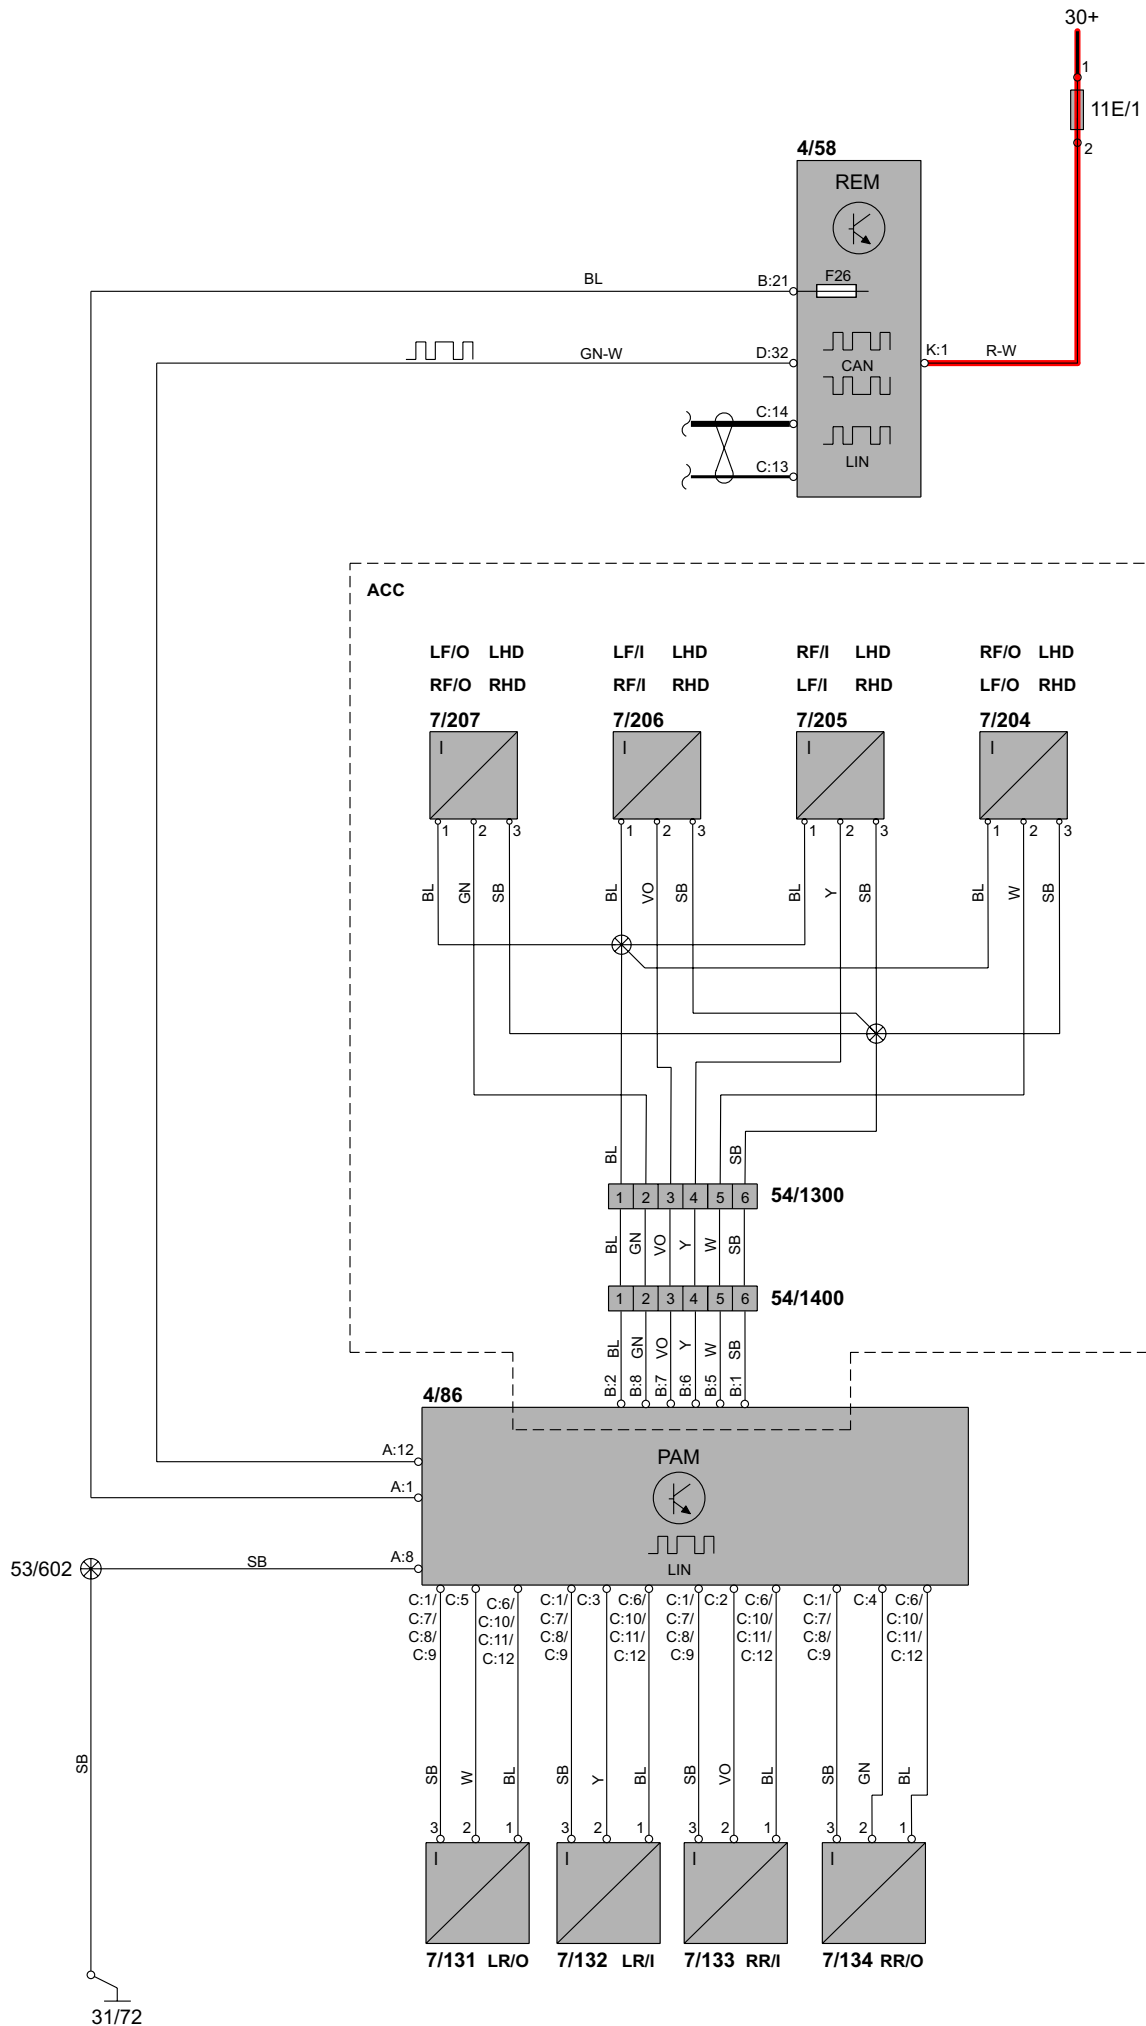 30+
1
11E/1
2
4/58
REM
F26
BL
B:21
GN-W
D:32
CAN
K:1
R-W
C:14
LIN
C:13
ACC
LF/O LHD
RF/O RHD
7/207
LF/I LHD
RF/I RHD
7/206
RF/I LHD
LF/I RHD
7/205
RF/O LHD
LF/O RHD
7/204
I I I I
1 2 3 1 2 3 1 2 3 1 2 3
BL GN SB BL VO SB BL Y SB BL W SB
BL SB
1 2 3 4 5 6 54/1300
BL GN VO Y W SB
1 2 3 4 5 6 54/1400
BL GN VO Y W SB
B:2 B:8 B:7 B:6 B:5 B:1
4/86
PAM
LIN
A:12
A:1
A:8
53/602
SB
C:1/ C:5 C:6/ C:1/ C:3 C:6/ C:1/ C:2 C:6/ C:1/ C:4 C:6/
C:7/ C:10/ C:7/ C:10/ C:7/ C:10/ C:7/ C:10/
C:8/ C:11/ C:8/ C:11/ C:8/ C:11/ C:8/ C:11/
C:9 C:12 C:9 C:12 C:9 C:12 C:9 C:12
SB
SB W BL SB Y BL SB VO BL SB GN BL
3 2 1 3 2 1 3 2 1 3 2 1
I I I I
7/131 LR/O 7/132 LR/I 7/133 RR/I 7/134 RR/O
31/72